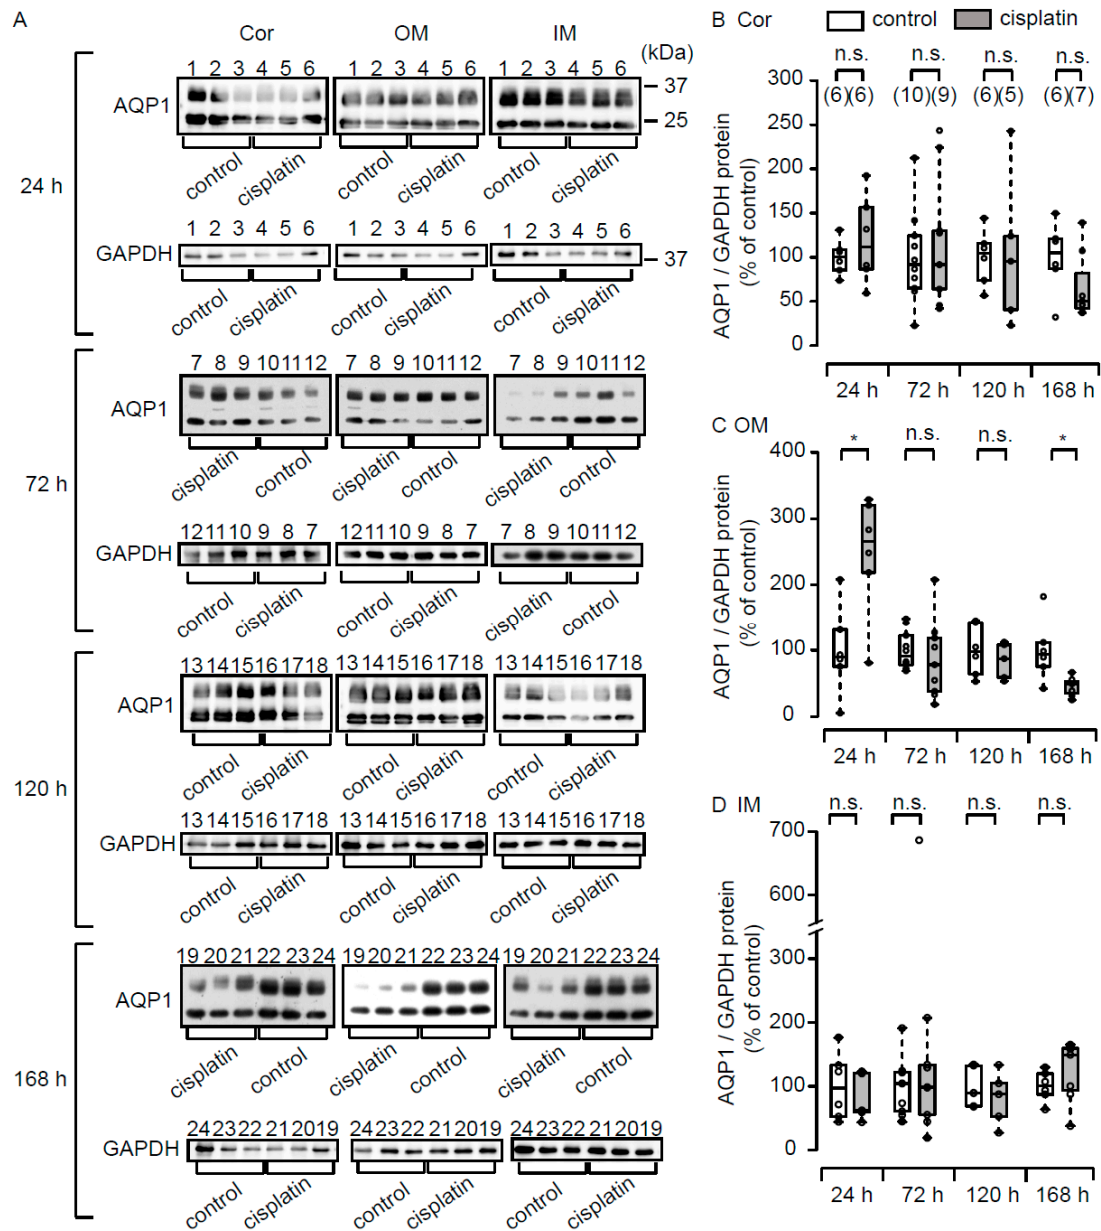 A
Cor OM IM
(kDa)
24 h
1 2 3 4 5 6 1 2 3 4 5 6 1 2 3 4 5 6
AQP1
37
25
control cisplatin control cisplatin control cisplatin
1 2 3 4 5 6 1 2 3 4 5 6 1 2 3 4 5 6
GAPDH
37
control cisplatin control cisplatin control cisplatin
72 h
7 8 9 10 11 12 7 8 9 10 11 12 7 8 9 10 11 12
AQP1
cisplatin control cisplatin control cisplatin control
12 11 10 9 8 7 12 11 10 9 8 7 7 8 9 10 11 12
GAPDH
control cisplatin control cisplatin cisplatin control
120 h
13 14 15 16 17 18 13 14 15 16 17 18 13 14 15 16 17 18
AQP1
control cisplatin control cisplatin control cisplatin
13 14 15 16 17 18 13 14 15 16 17 18 13 14 15 16 17 18
GAPDH
control cisplatin control cisplatin control cisplatin
168 h
19 20 21 22 23 24 19 20 21 22 23 24 19 20 21 22 23 24
AQP1
cisplatin control cisplatin control cisplatin control
24 23 22 21 20 19 24 23 22 21 20 19 24 23 22 21 20 19
GAPDH
control cisplatin control cisplatin control cisplatin
B Cor
control cisplatin
n.s. n.s. n.s. n.s.
(6)(6) (10)(9) (6)(5) (6)(7)
AQP1 / GAPDH protein
(% of control)
300
250
200
150
100
50
0
24 h 72 h 120 h 168 h
C OM
* n.s. n.s. *
AQP1 / GAPDH protein
(% of control)
400
300
200
100
0
24 h 72 h 120 h 168 h
D IM
n.s. n.s. n.s. n.s.
AQP1 / GAPDH protein
(% of control)
700
600
300
200
100
0
24 h 72 h 120 h 168 h